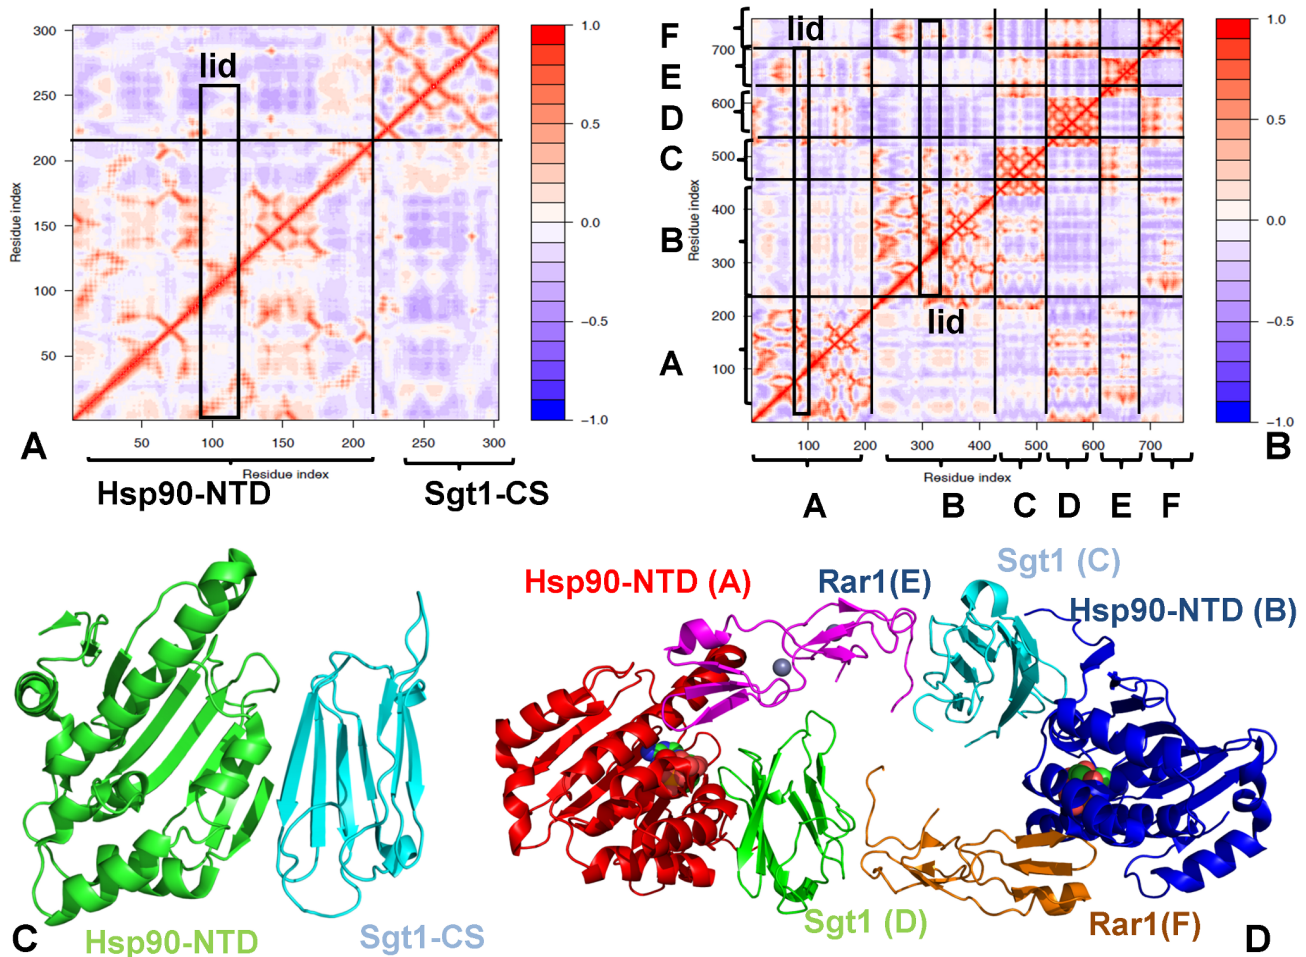 300
250
200
150
100
50
Residue index
lid
50
100
150
200
250
300
Residue index
Hsp90-NTD
Sgt1-CS
A
1.0
0.5
0.0
−0.5
−1.0
F
E
D
C
B
A
700
600
500
400
300
200
100
Residue index
lid
lid
100
200
300
400
500
600
700
Residue index
A
B
C
D
E
F
1.0
0.5
0.0
−0.5
−1.0
B
Hsp90-NTD
Sgt1-CS
C
Hsp90-NTD (A)
Rar1(E)
Sgt1 (C)
Hsp90-NTD (B)
Sgt1 (D)
Rar1(F)
D